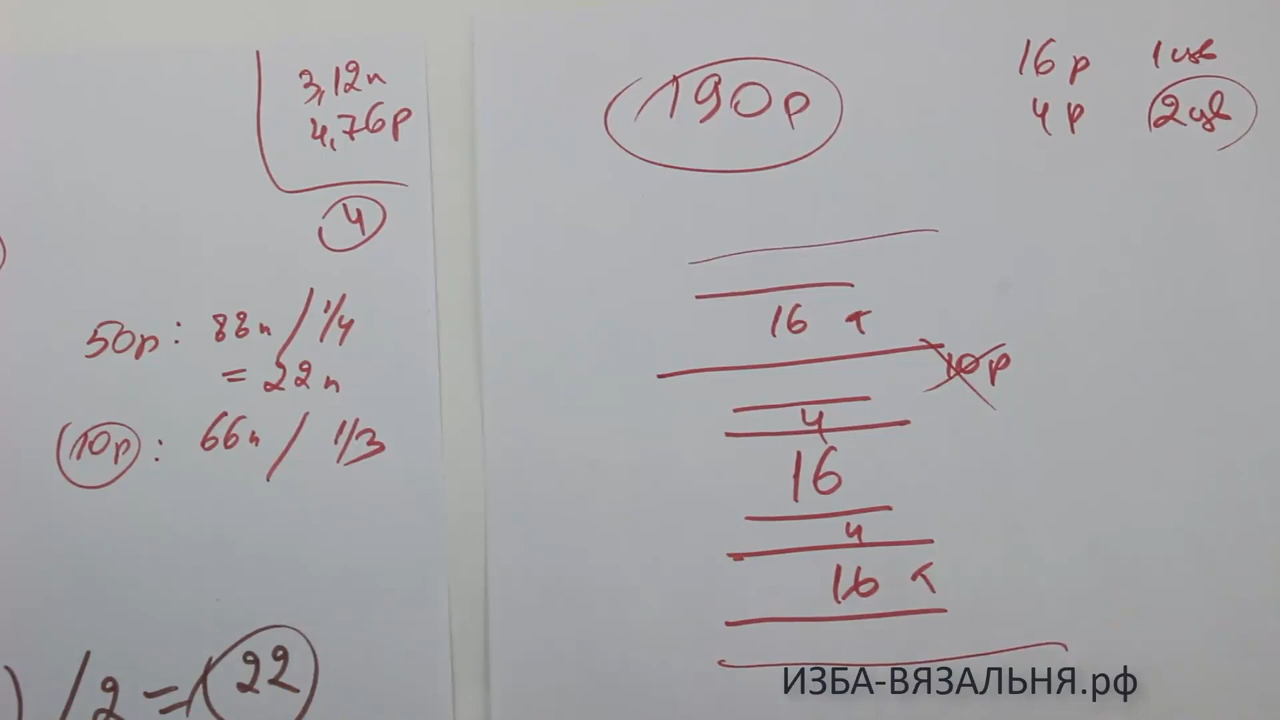 3,12п
4,76р
4
50р: 88п / 1/4
= 22п
10р: 66п / 1/3
) /2 = 22
190р
16р 1цв
4р 2цв
16
10р
4
16
4
16
ИЗБА-ВЯЗАЛЬНЯ.рф